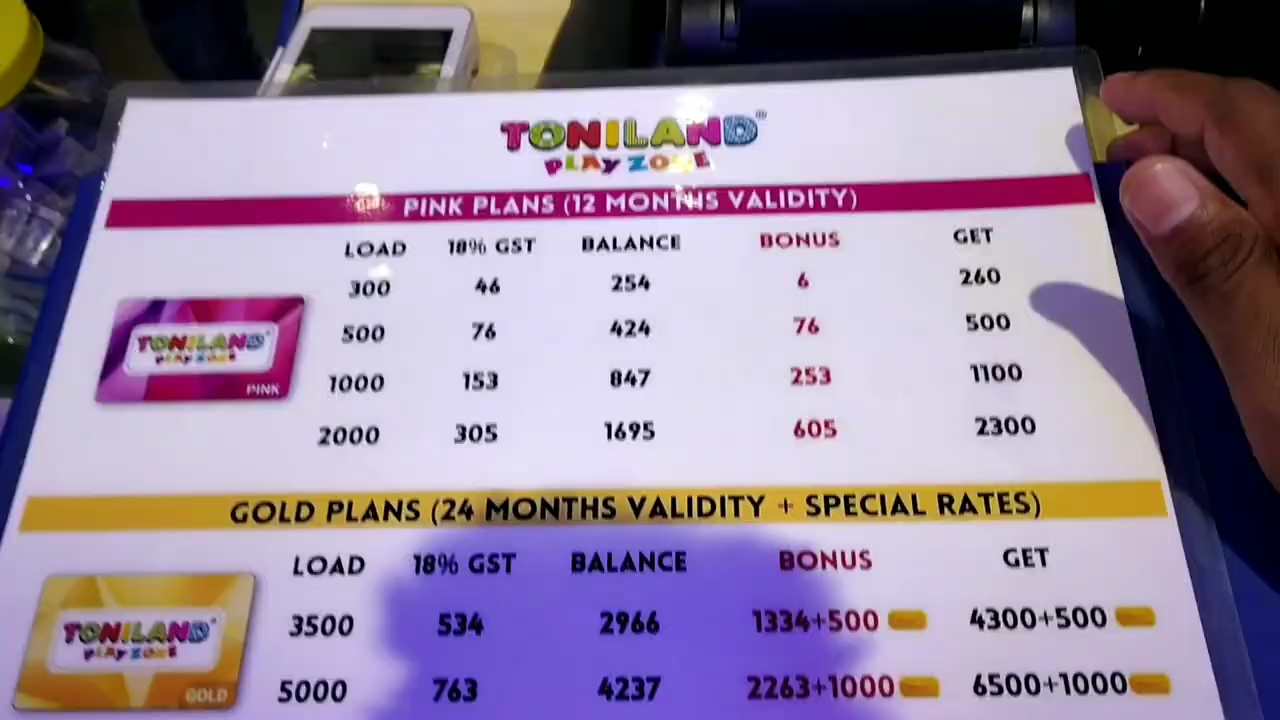 TONILAND®
PLAY ZONE
PINK PLANS (12 MONTHS VALIDITY)
LOAD 18% GST BALANCE BONUS GET
300 46 254 6 260
500 76 424 76 500
1000 153 847 253 1100
2000 305 1695 605 2300
TONILAND
PLAY ZONE
PINK
GOLD PLANS (24 MONTHS VALIDITY + SPECIAL RATES)
LOAD 18% GST BALANCE BONUS GET
3500 534 2966 1334+500 4300+500
5000 763 4237 2263+1000 6500+1000
TONILAND
PLAY ZONE
GOLD